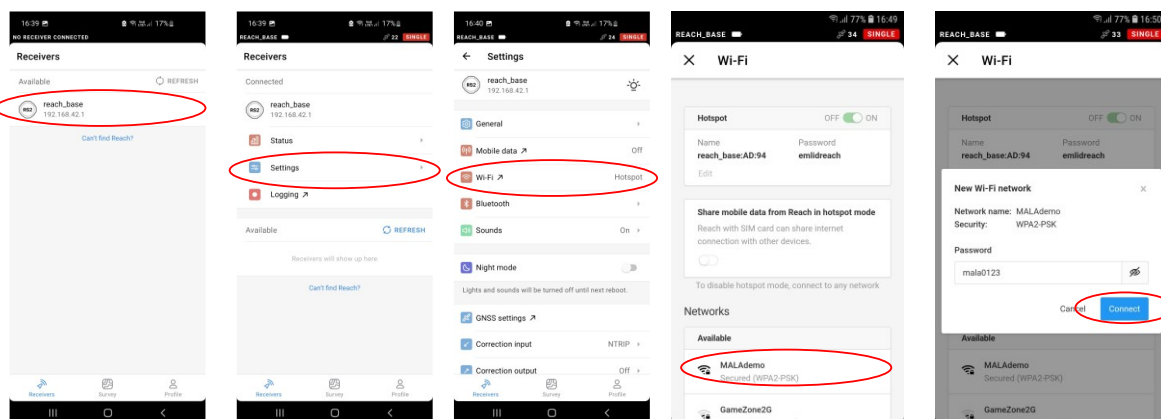 16:39
17%
NO RECEIVER CONNECTED
Receivers
Available
REFRESH
RS2
reach_base
192.168.42.1
Can't find Reach?
Receivers
Survey
Profile
16:39
17%
REACH_BASE
22
SINGLE
Receivers
Connected
RS2
reach_base
192.168.42.1
Status
Settings
Logging
Available
REFRESH
Receivers will show up here
Can't find Reach?
Receivers
Survey
Profile
16:40
17%
REACH_BASE
24
SINGLE
Settings
RS2
reach_base
192.168.42.1
General
Mobile data
Off
Wi-Fi
Hotspot
Bluetooth
Sounds
On
Night mode
Lights and sounds will be turned off until next reboot.
GNSS settings
Correction input
NTRIP
Correction output
Off
Receivers
Survey
Profile
77% 16:49
REACH_BASE
34
SINGLE
Wi-Fi
Hotspot
OFF ON
Name
Password
reach_base:AD:94
emlidreach
Edit
Share mobile data from Reach in hotspot mode
Reach with SIM card can share internet
connection with other devices.
To disable hotspot mode, connect to any network
Networks
Available
MALAdemo
Secured (WPA2-PSK)
GameZone2G
77% 16:50
REACH_BASE
33
SINGLE
Wi-Fi
Hotspot
OFF ON
Name
Password
reach_base:AD:94
emlidreach
New Wi-Fi network
x
Network name: MALAdemo
Security: WPA2-PSK
Password
mala0123
Cancel
Connect
Available
MALAdemo
Secured (WPA2-PSK)
GameZone2G